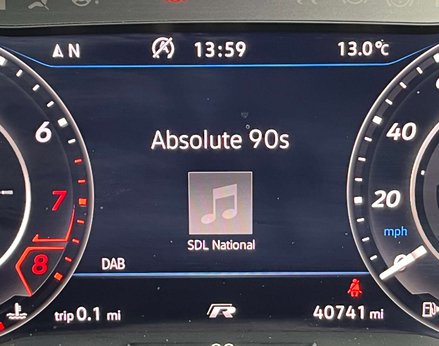 N 13:59 13.0°C
Absolute 90s
6 40
7 20
SDL National
mph
8 DAB 0
trip 0.1 mi R 40741 mi